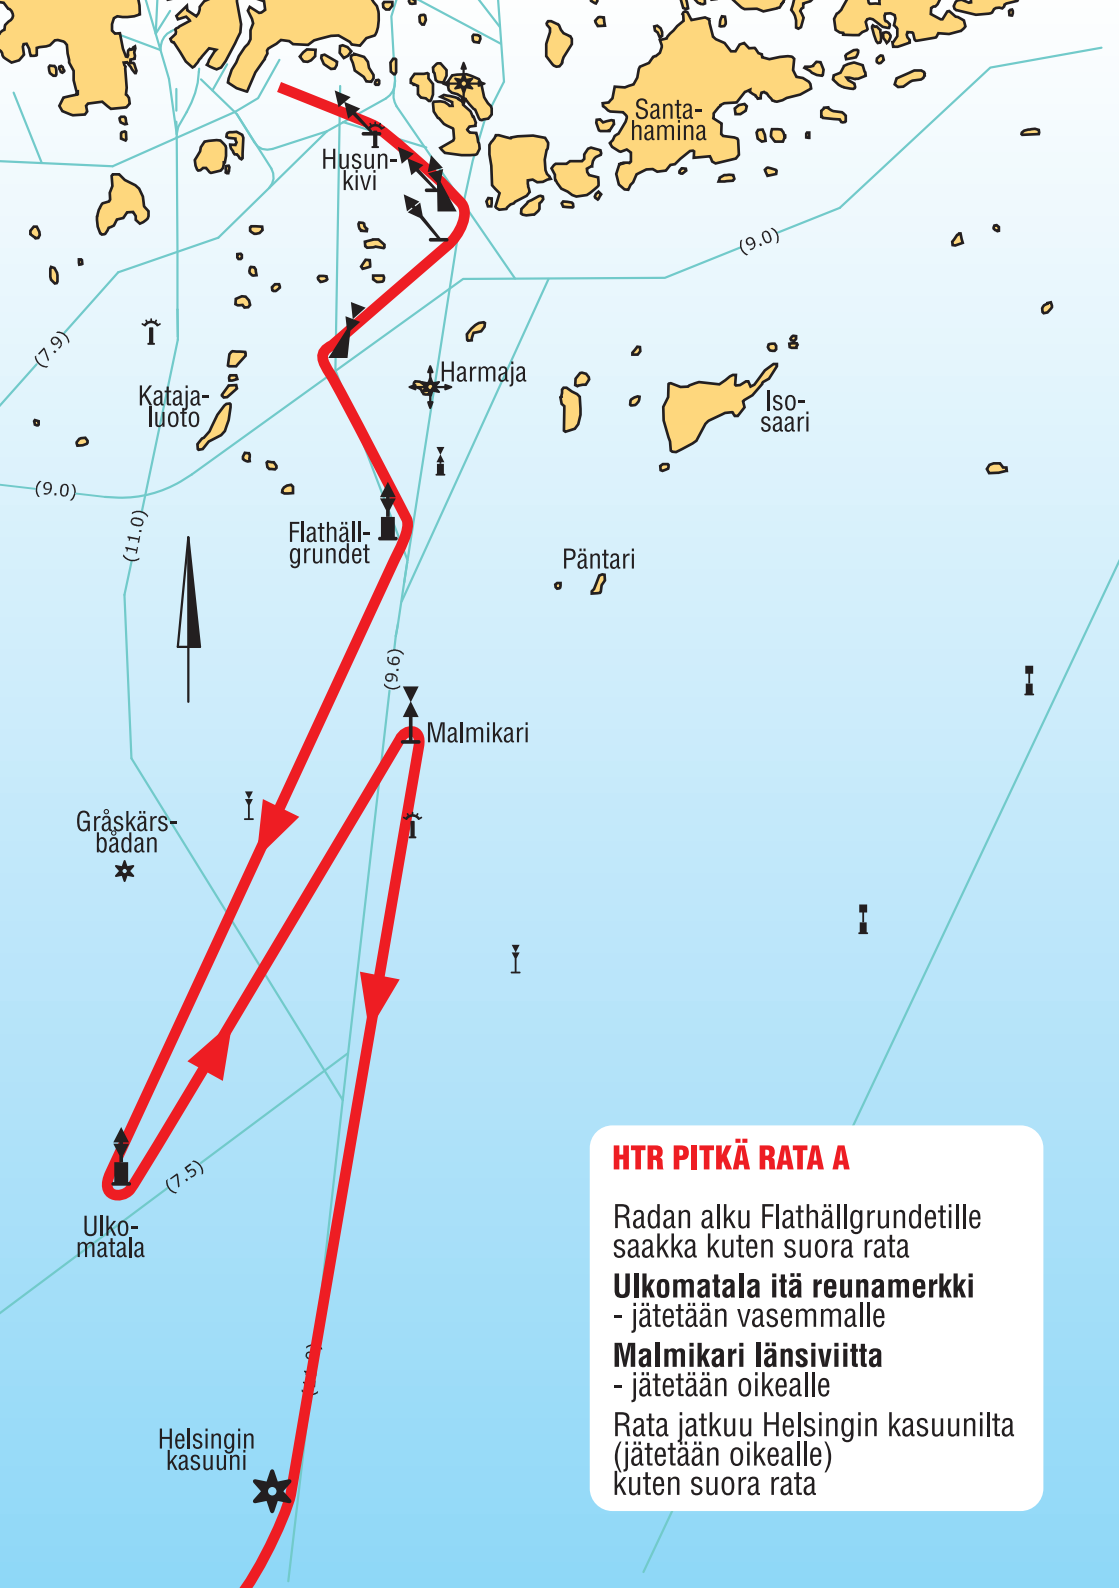 Santa-
hamina
Husun-
kivi
(9.0)
(7.9)
Harmaja
Kataja-
luoto
Iso-
saari
(9.0)
(11.0)
Flathäll-
grundet
Päntari
(9.6)
Malmikari
Gråskärs-
bådan
(7.5)
Ulko-
matala
Helsingin
kasuuni
HTR PITKÄ RATA A
Radan alku Flathällgrundetille
saakka kuten suora rata
Ulkomatala itä reunamerkki
- jätetään vasemmalle
Malmikari länsiviitta
- jätetään oikealle
Rata jatkuu Helsingin kasuunilta
(jätetään oikealle)
kuten suora rata